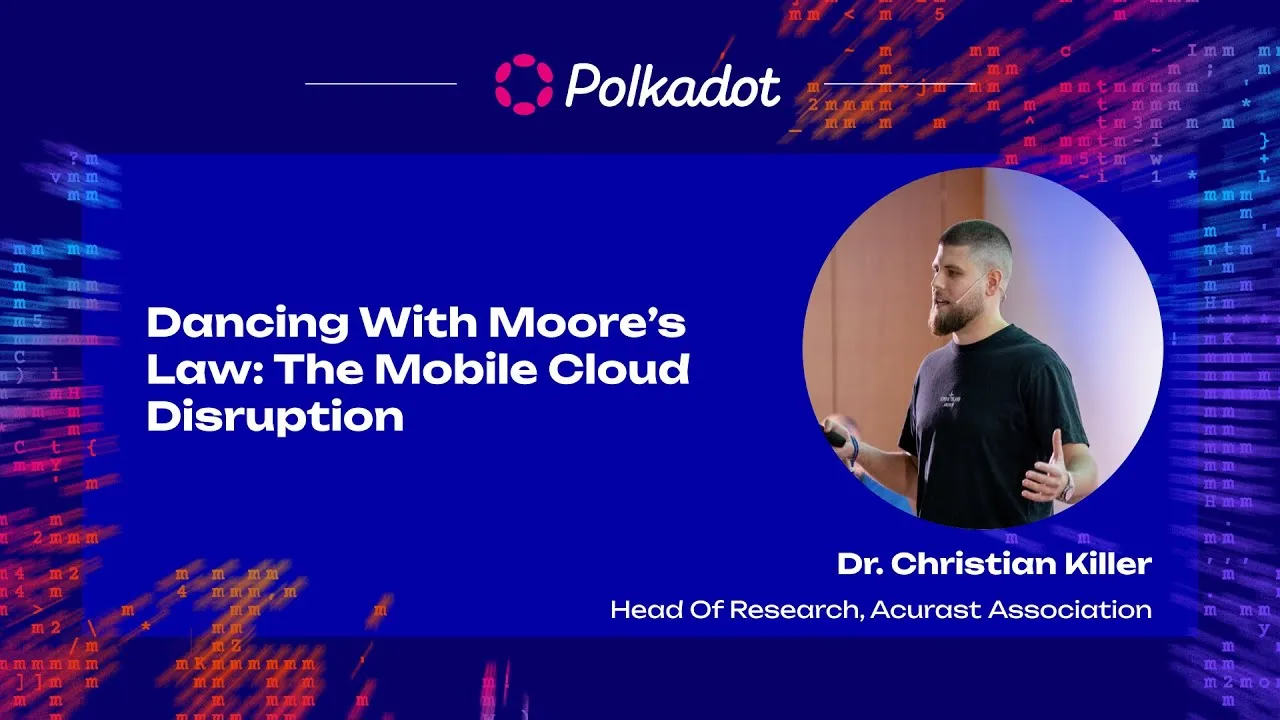 Polkadot
Dancing With Moore's
Law: The Mobile Cloud
Disruption
Dr. Christian Killer
Head Of Research, Acurast Association